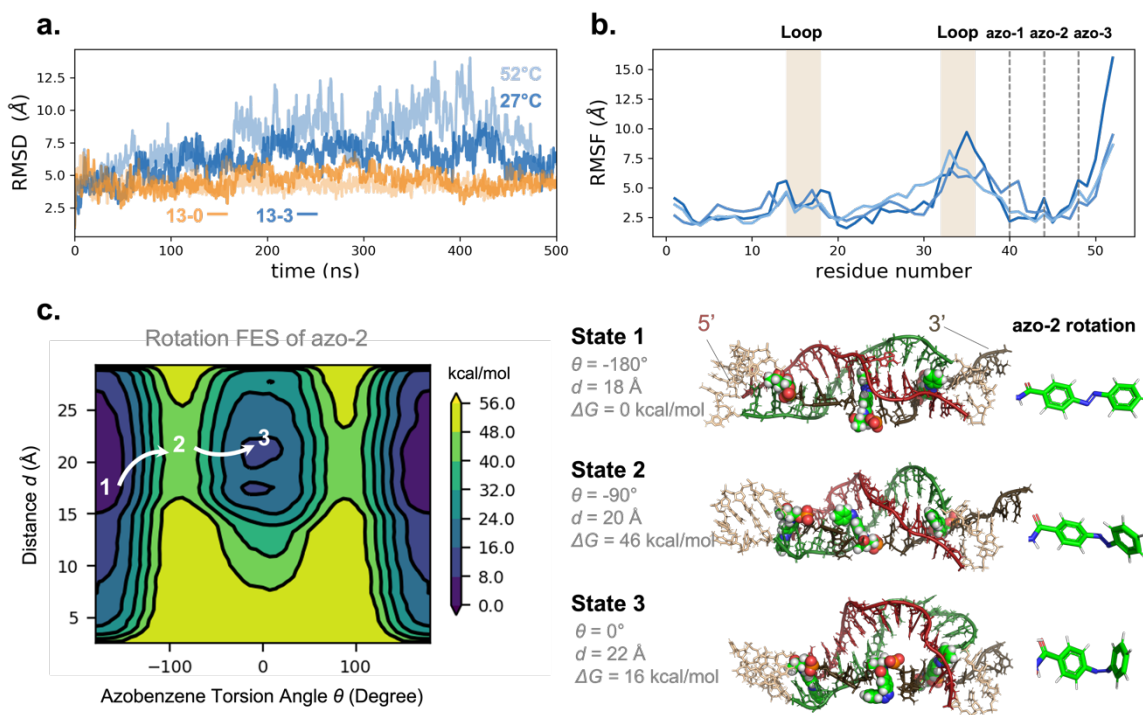 a.
RMSD (Å)
12.5
10.0
7.5
5.0
2.5
52°C
27°C
13-0
13-3
0
100
200
300
400
500
time (ns)
b.
Loop
Loop
azo-1
azo-2
azo-3
RMSF (Å)
15.0
12.5
10.0
7.5
5.0
2.5
0
10
20
30
40
50
residue number
c.
Rotation FES of azo-2
Distance d (Å)
25
20
15
10
5
1
2
3
−100
0
100
Azobenzene Torsion Angle θ (Degree)
kcal/mol
56.0
48.0
40.0
32.0
24.0
16.0
8.0
0.0
State 1
θ = -180°
d = 18 Å
ΔG = 0 kcal/mol
5’
3’
azo-2 rotation
State 2
θ = -90°
d = 20 Å
ΔG = 46 kcal/mol
State 3
θ = 0°
d = 22 Å
ΔG = 16 kcal/mol